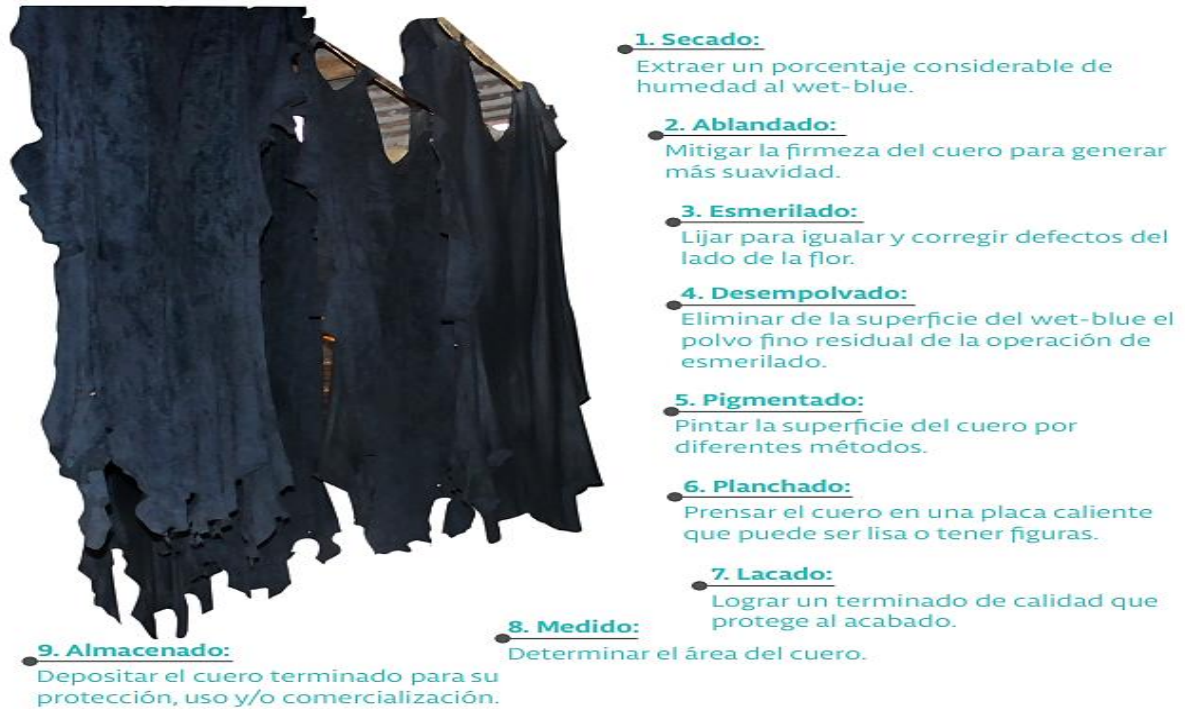 1. Secado:
Extraer un porcentaje considerable de
humedad al wet-blue.
2. Ablandado:
Mitigar la firmeza del cuero para generar
más suavidad.
3. Esmerilado:
Lijar para igualar y corregir defectos del
lado de la flor.
4. Desempolvado:
Eliminar de la superficie del wet-blue el
polvo fino residual de la operación de
esmerilado.
5. Pigmentado:
Pintar la superficie del cuero por
diferentes métodos.
6. Planchado:
Prensar el cuero en una placa caliente
que puede ser lisa o tener figuras.
7. Lacado:
Lograr un terminado de calidad que
protege al acabado.
8. Medido:
Determinar el área del cuero.
9. Almacenado:
Depositar el cuero terminado para su
protección, uso y/o comercialización.